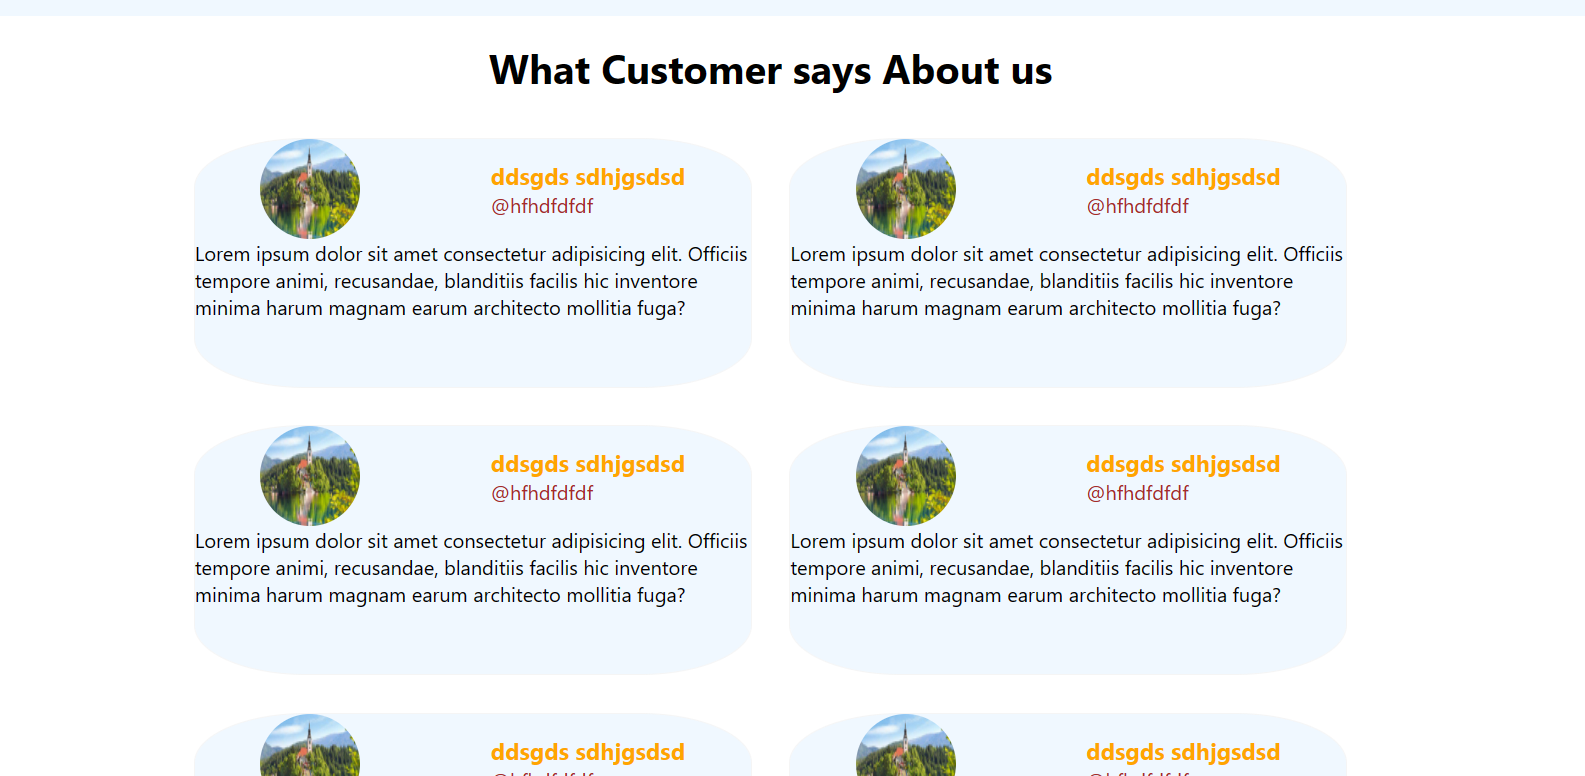 What Customer says About us
ddsgds sdhjgsdsd
@hfhdfdfdf
Lorem ipsum dolor sit amet consectetur adipisicing elit. Officiis
tempore animi, recusandae, blanditiis facilis hic inventore
minima harum magnam earum architecto mollitia fuga?
ddsgds sdhjgsdsd
@hfhdfdfdf
Lorem ipsum dolor sit amet consectetur adipisicing elit. Officiis
tempore animi, recusandae, blanditiis facilis hic inventore
minima harum magnam earum architecto mollitia fuga?
ddsgds sdhjgsdsd
@hfhdfdfdf
Lorem ipsum dolor sit amet consectetur adipisicing elit. Officiis
tempore animi, recusandae, blanditiis facilis hic inventore
minima harum magnam earum architecto mollitia fuga?
ddsgds sdhjgsdsd
@hfhdfdfdf
Lorem ipsum dolor sit amet consectetur adipisicing elit. Officiis
tempore animi, recusandae, blanditiis facilis hic inventore
minima harum magnam earum architecto mollitia fuga?
ddsgds sdhjgsdsd
ddsgds sdhjgsdsd